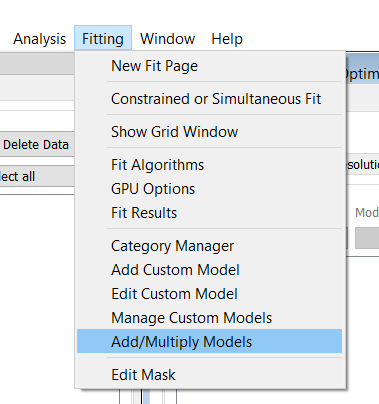 Analysis Fitting Window Help
New Fit Page
Optim
Constrained or Simultaneous Fit
Show Grid Window
Delete Data
Fit Algorithms
solutio
ect all
GPU Options
Fit Results
Mod
Category Manager
Add Custom Model
Edit Custom Model
Manage Custom Models
Add/Multiply Models
Edit Mask